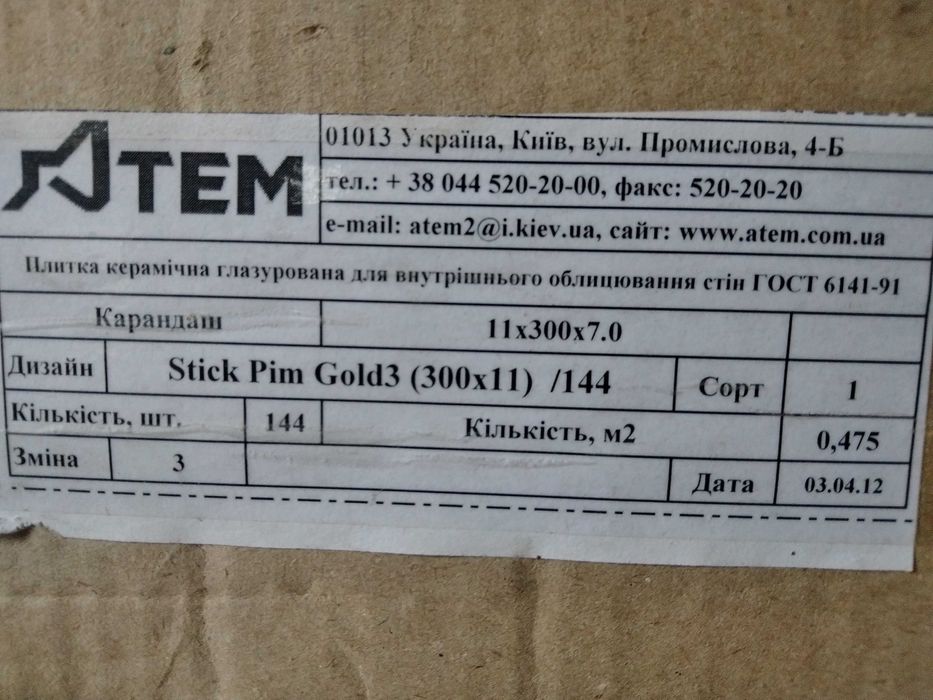 ATEM
01013 Україна, Київ, вул. Промислова, 4-Б
тел.: + 38 044 520-20-00, факс: 520-20-20
e-mail: atem2@i.kiev.ua, сайт: www.atem.com.ua
Плитка керамічна глазурована для внутрішнього облицювання стін ГОСТ 6141-91
Карандаш 11x300x7.0
Дизайн Stick Pim Gold3 (300x11) /144 Сорт 1
Кількість, шт. 144 Кількість, м2 0,475
Зміна 3 Дата 03.04.12